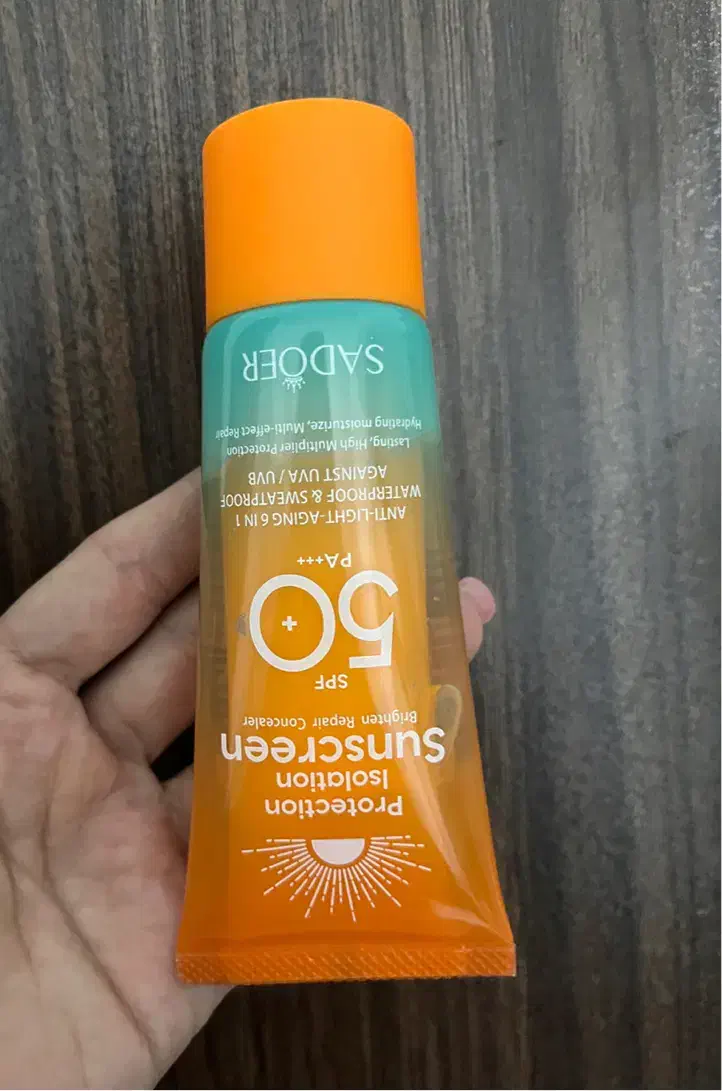 Protection
Isolation
Sunscreen
Brighten Repair Concealer
SPF
50+
PA+++
ANTI-LIGHT-AGING 6 IN 1
WATERPROOF & SWEATPROOF
AGAINST UVA / UVB
Lasting, High Multiplier Protection
Hydrating moisturize, Multi-effect Repair
SADOER